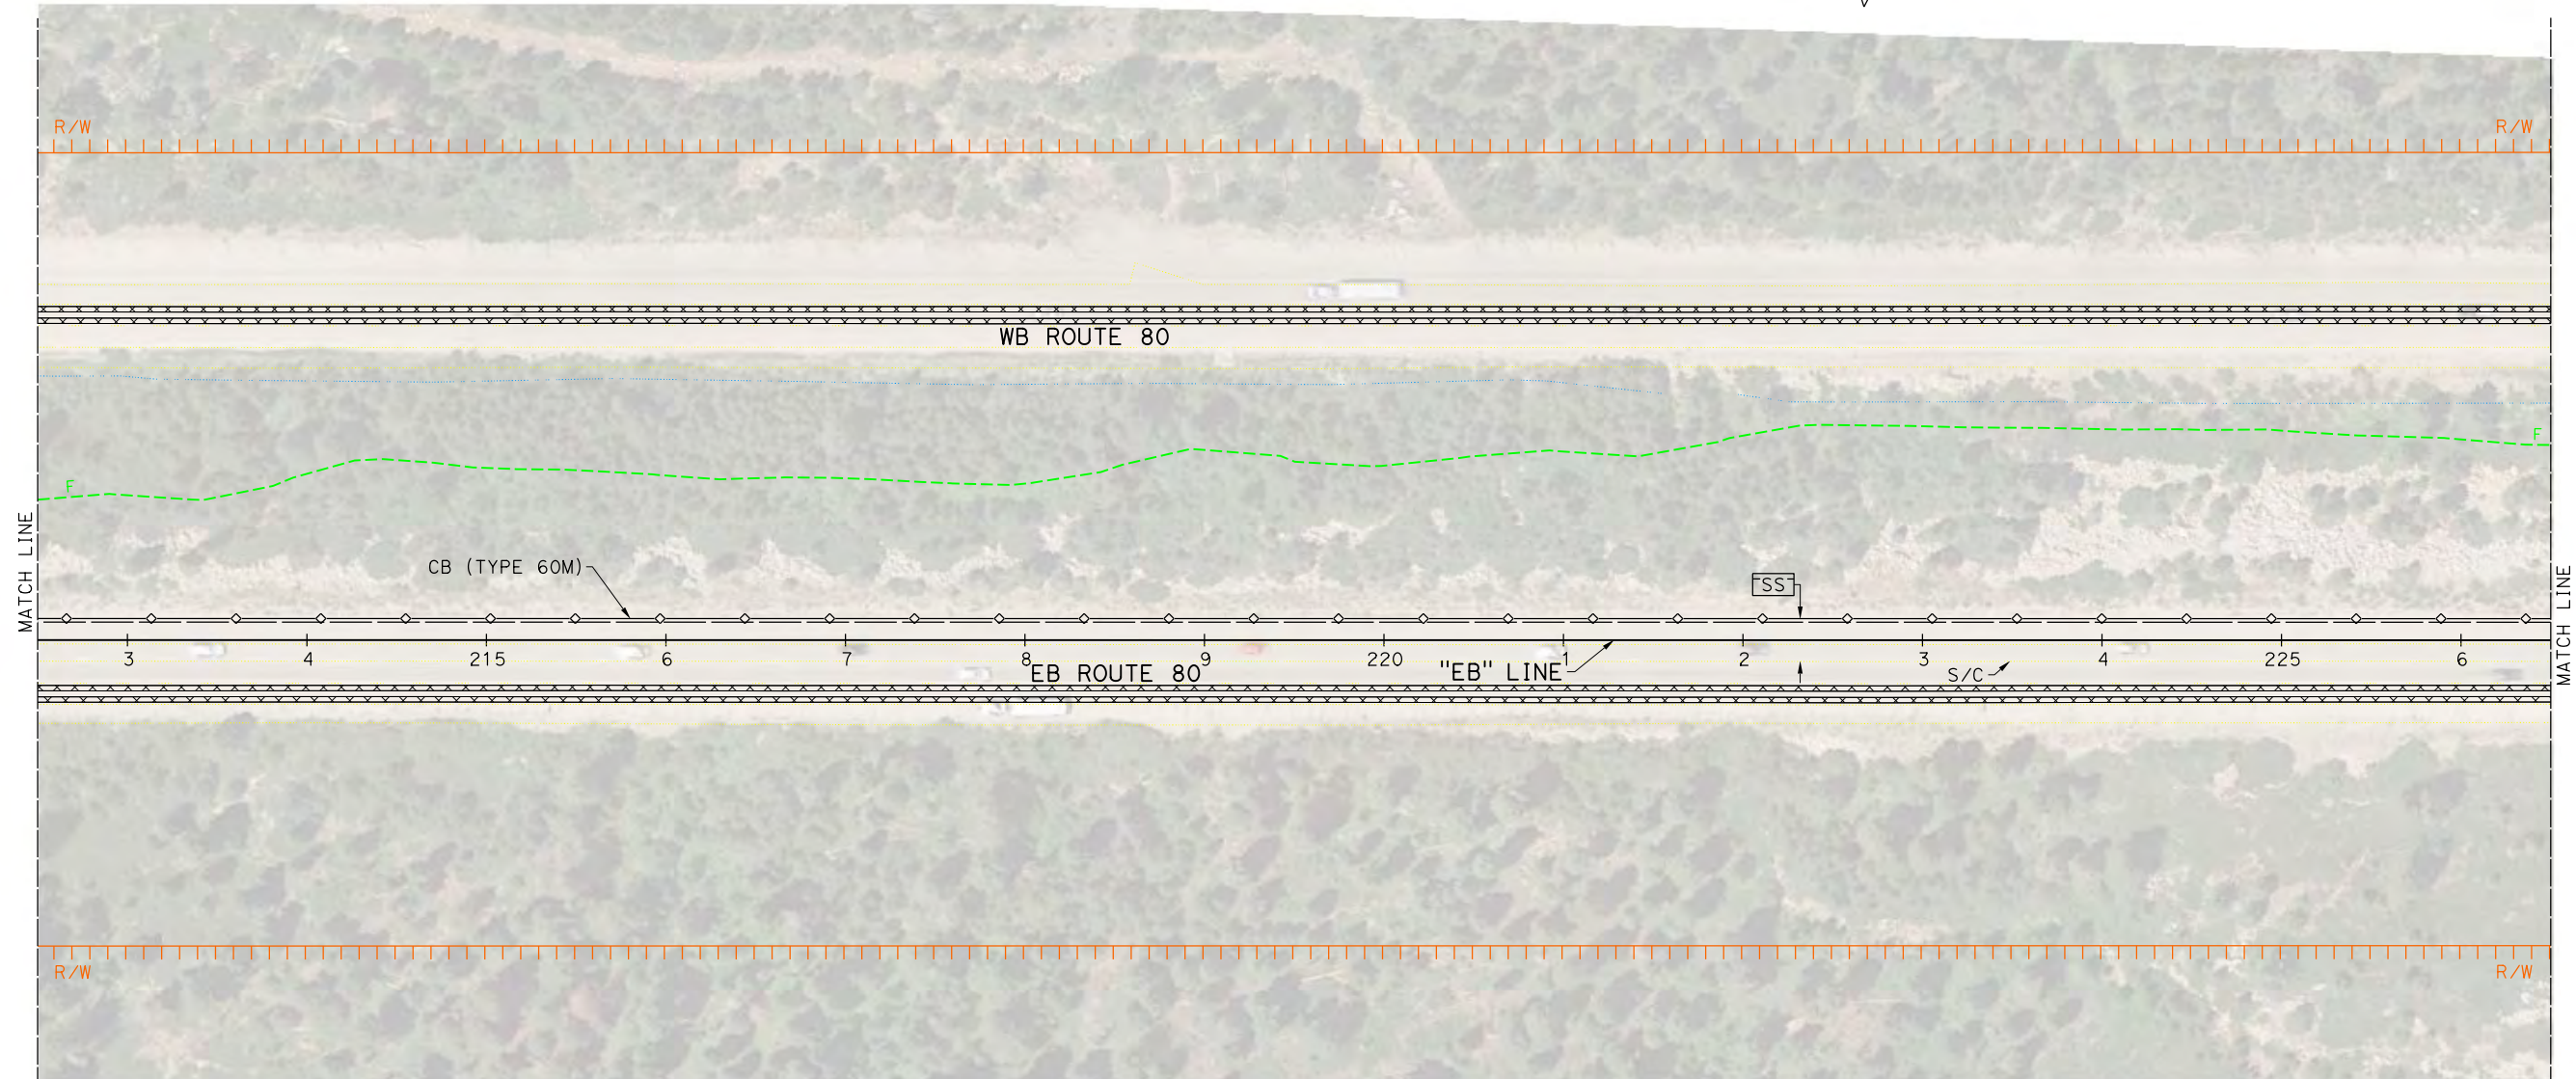 R/W
R/W
WB ROUTE 80
F
F
MATCH LINE
CB (TYPE 60M)
SS
MATCH LINE
3 4 215 6 7 8 9 220 1 2 3 4 225 6
EB ROUTE 80
"EB" LINE
S/C
R/W
R/W